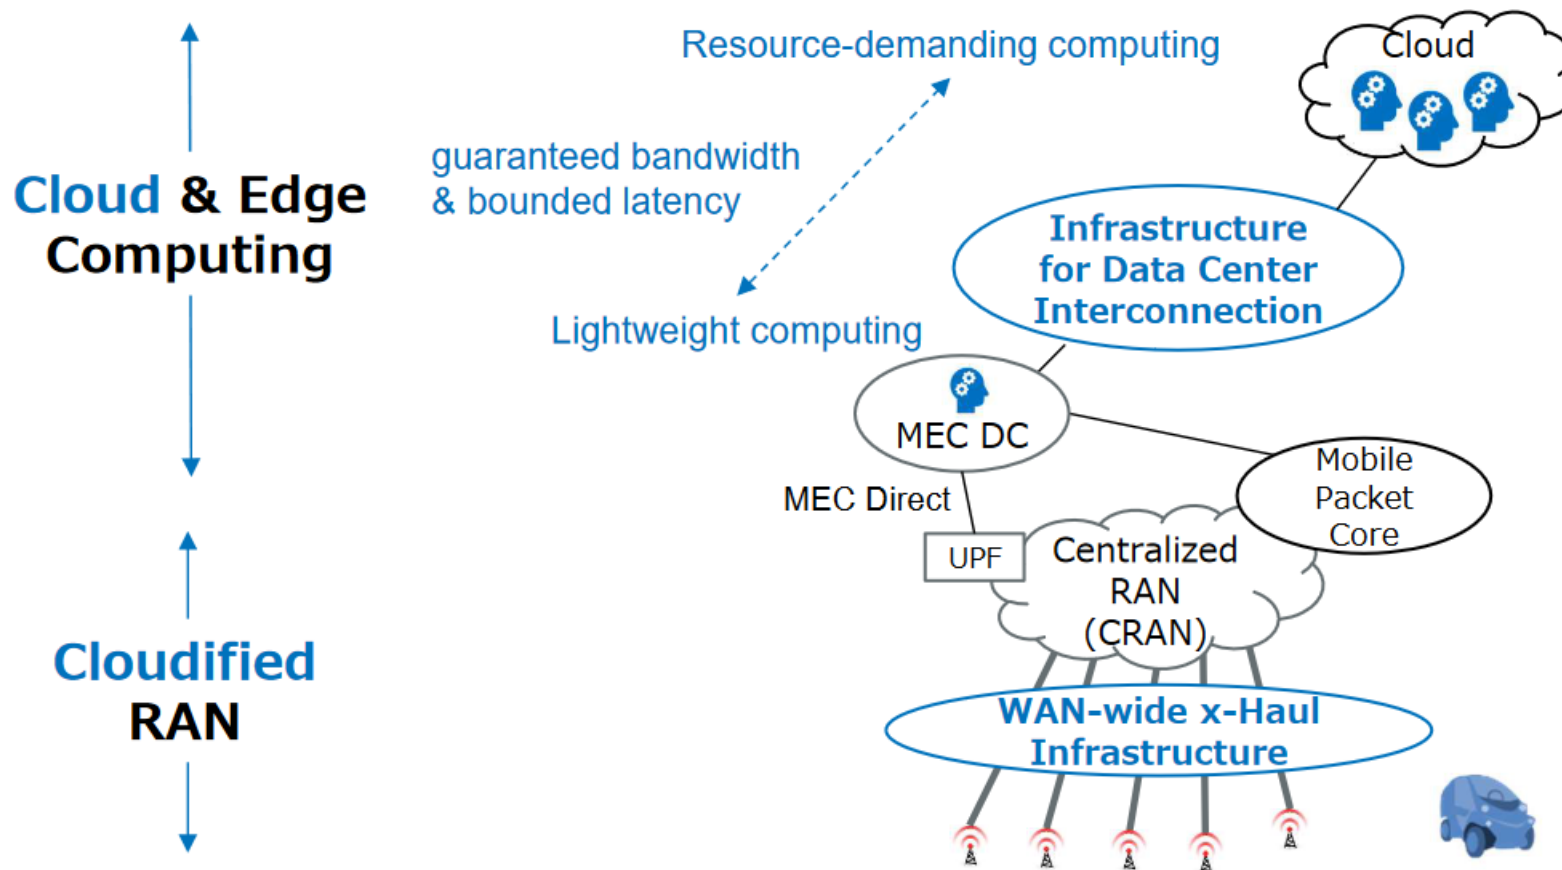 Resource-demanding computing
Cloud
guaranteed bandwidth
& bounded latency
Cloud & Edge
Computing
Infrastructure
for Data Center
Interconnection
Lightweight computing
MEC DC
Mobile
Packet
Core
MEC Direct
UPF
Centralized
RAN
(CRAN)
Cloudified
RAN
WAN-wide x-Haul
Infrastructure